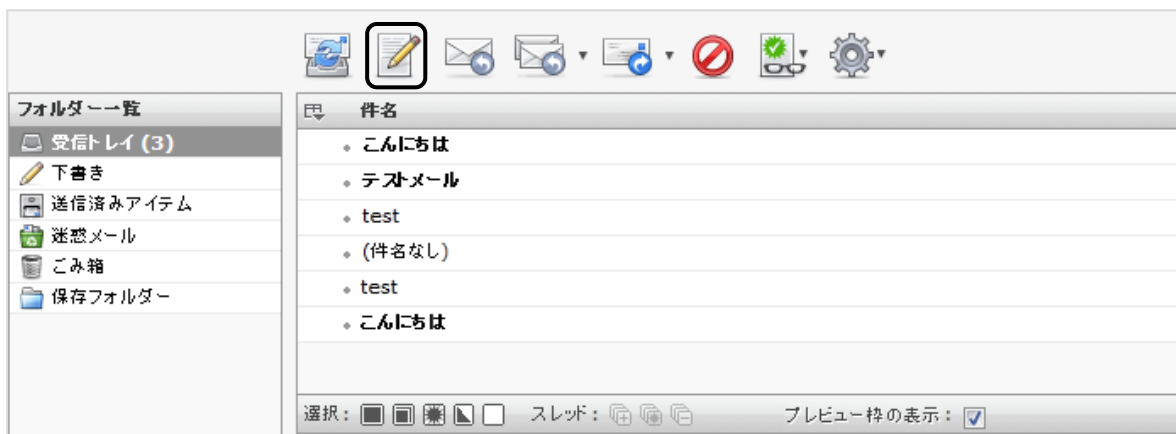 フォルダー一覧
受信トレイ (3)
下書き
送信済みアイテム
迷惑メール
ごみ箱
保存フォルダー
件名
こんにちは
テストメール
test
(件名なし)
test
こんにちは
選択： スレッド： プレビュー枠の表示：